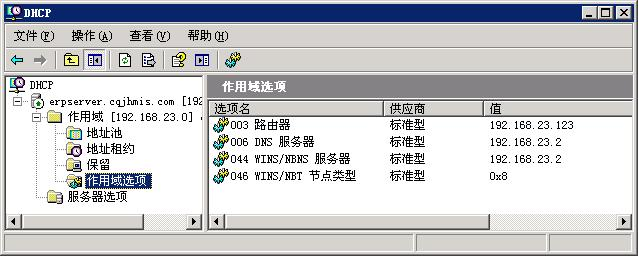 DHCP
文件(F) 操作(A) 查看(V) 帮助(H)
DHCP
erpserver.cqjhmis.com [192
作用域 [192.168.23.0]
地址池
地址租约
保留
作用域选项
服务器选项
作用域选项
选项名 供应商 值
003 路由器 标准型 192.168.23.123
006 DNS 服务器 标准型 192.168.23.2
044 WINS/NBNS 服务器 标准型 192.168.23.2
046 WINS/NBT 节点类型 标准型 0x8